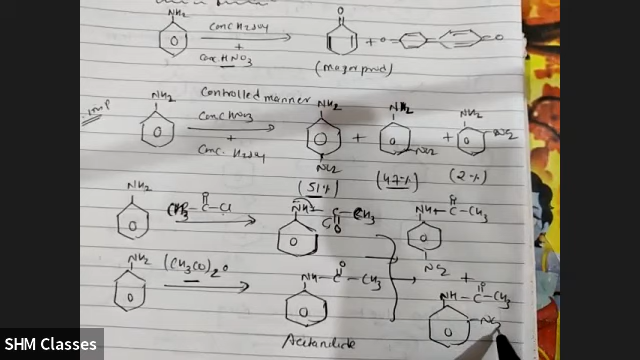 NH2
Conc H2SO4
+
Conc. HNO3
O
+ O= =O
(major prod)
Controlled manner
imp
NH2
Conc HNO3
+
Conc. H2SO4
NH2
NO2
(51%)
+
NH2
NO2
(47%)
+
NH2
NO2
(2%)
NH2
O
C-Cl
NH
C-CH3
O
NH-C-CH3
O
NO2
+
NH2
(CH3CO)2O
NH-C-CH3
O
Acetanilide
NH-C-CH3
O
SHM Classes